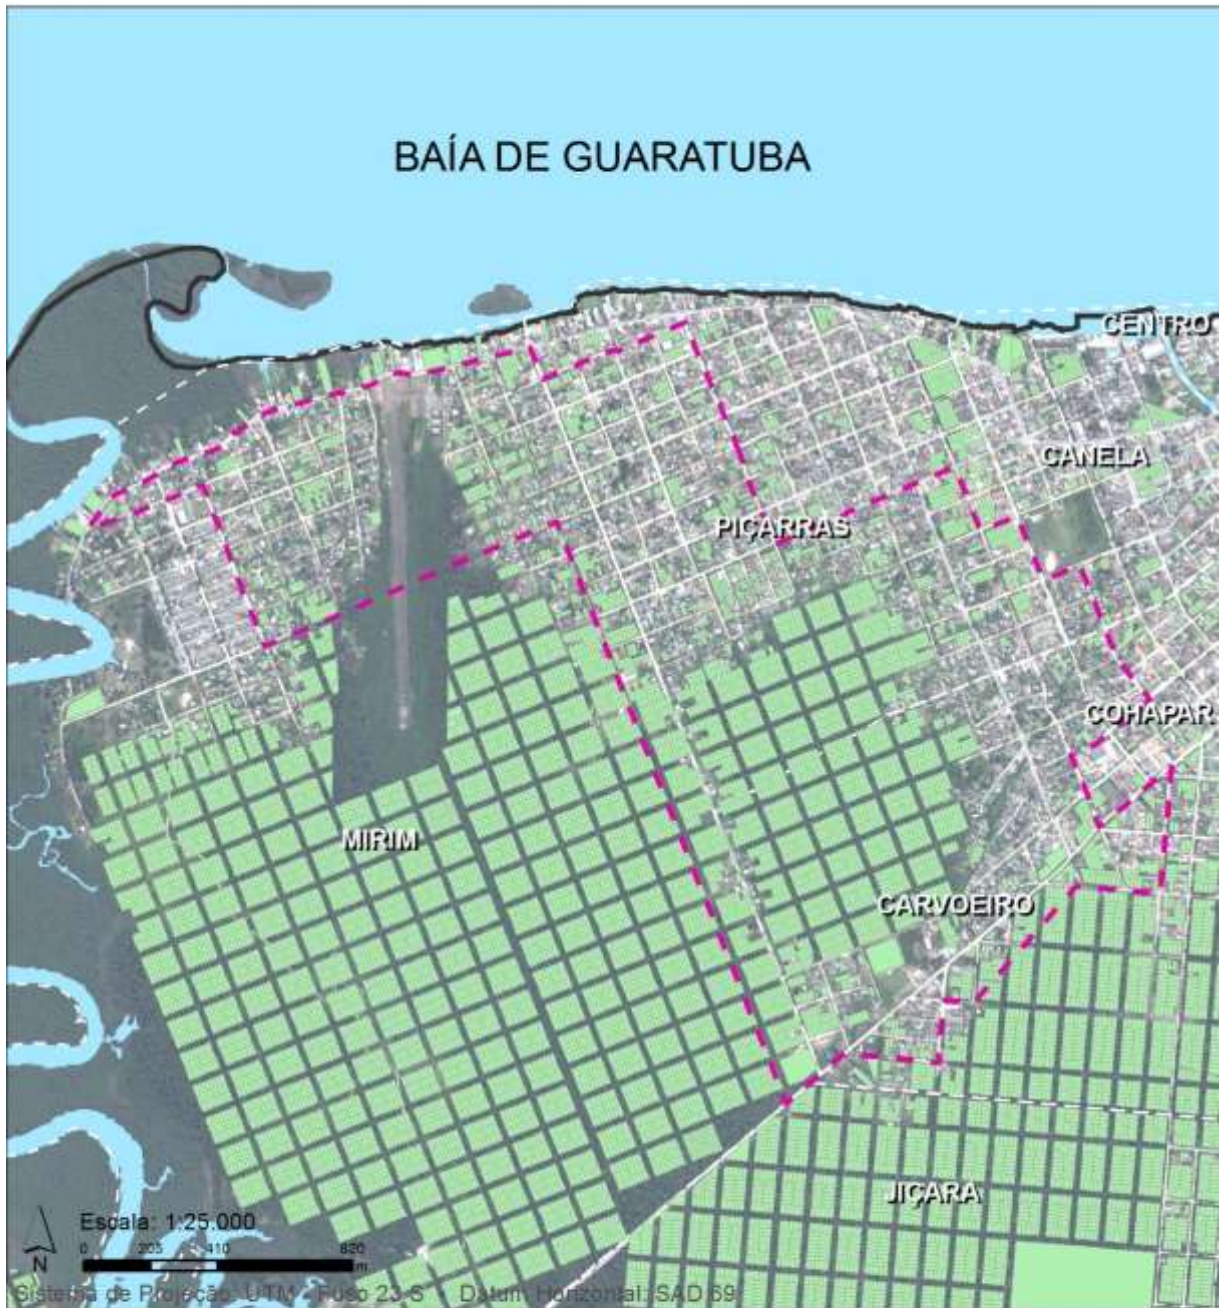 BAÍA DE GUARATUBA
CENTRO
CANELA
PIÇARRAS
COHAPAR
MIRIM
CARVOEIRO
JIÇARA
Escala: 1:25.000
0 205 410 820
m
N
Sistema de Projeção: UTM - Fuso 23 S - Datum Horizontal: SAD 69